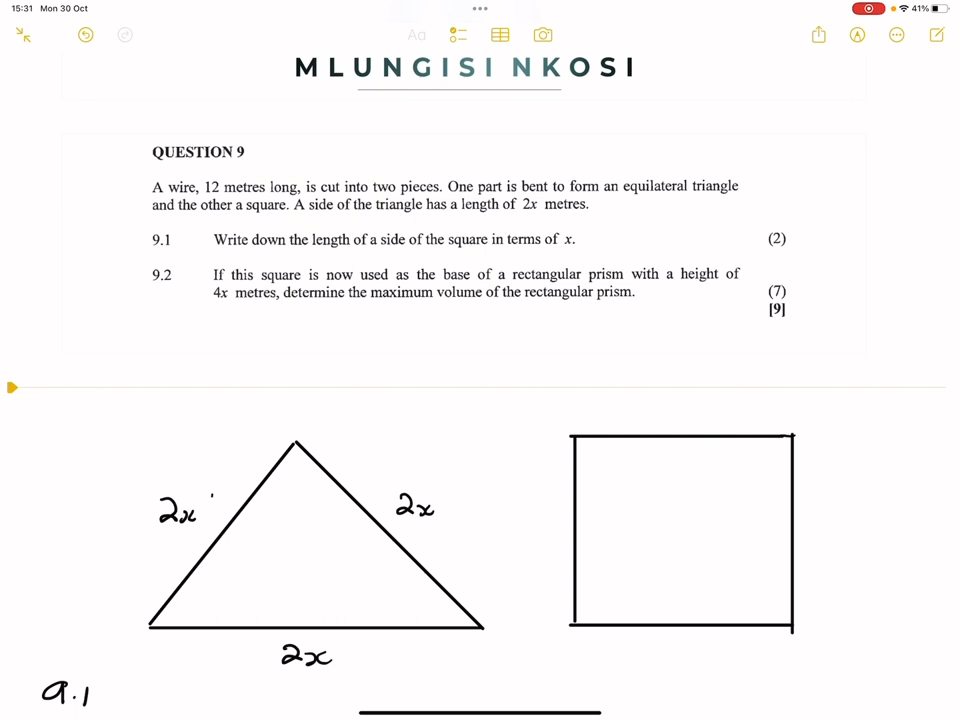 15:31 Mon 30 Oct
41%
Aa
MLUNGISI NKOSI
QUESTION 9
A wire, 12 metres long, is cut into two pieces. One part is bent to form an equilateral triangle
and the other a square. A side of the triangle has a length of 2x metres.
9.1 Write down the length of a side of the square in terms of x. (2)
9.2 If this square is now used as the base of a rectangular prism with a height of
4x metres, determine the maximum volume of the rectangular prism. (7)
[9]
2x
2x
2x
9.1